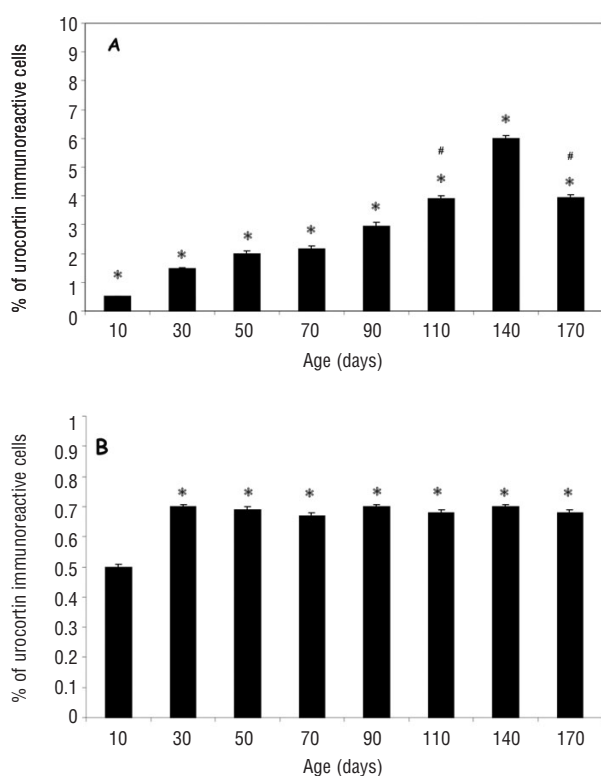 A
% of urocortin immunoreactive cells
10
9
8
7
6
5
4
3
2
1
0
* * * * * # * * # *
10 30 50 70 90 110 140 170
Age (days)
B
% of urocortin immunoreactive cells
1
0.9
0.8
0.7
0.6
0.5
0.4
0.3
0.2
0.1
0
* * * * * * *
10 30 50 70 90 110 140 170
Age (days)